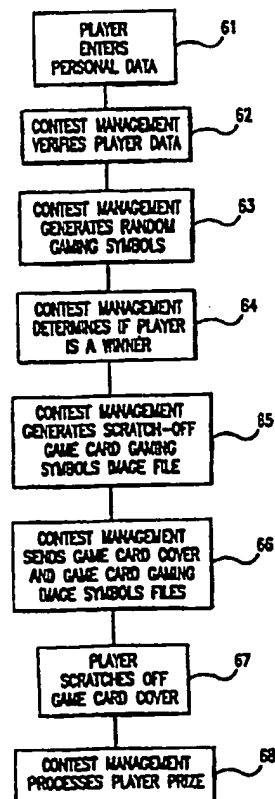 PLAYER
ENTERS
PERSONAL DATA
61
CONTEST MANAGEMENT
VERIFIES PLAYER DATA
62
CONTEST MANAGEMENT
GENERATES RANDOM
GAMING SYMBOLS
63
CONTEST MANAGEMENT
DETERMINES IF PLAYER
IS A WINNER
64
CONTEST MANAGEMENT
GENERATES SCRATCH-OFF
GAME CARD GAMING
SYMBOLS IMAGE FILE
65
CONTEST MANAGEMENT
SENDS GAME CARD COVER
AND GAME CARD GAMING
IMAGE SYMBOLS FILES
66
PLAYER
SCRATCHES OFF
GAME CARD COVER
67
CONTEST MANAGEMENT
PROCESSES PLAYER PRIZE
68